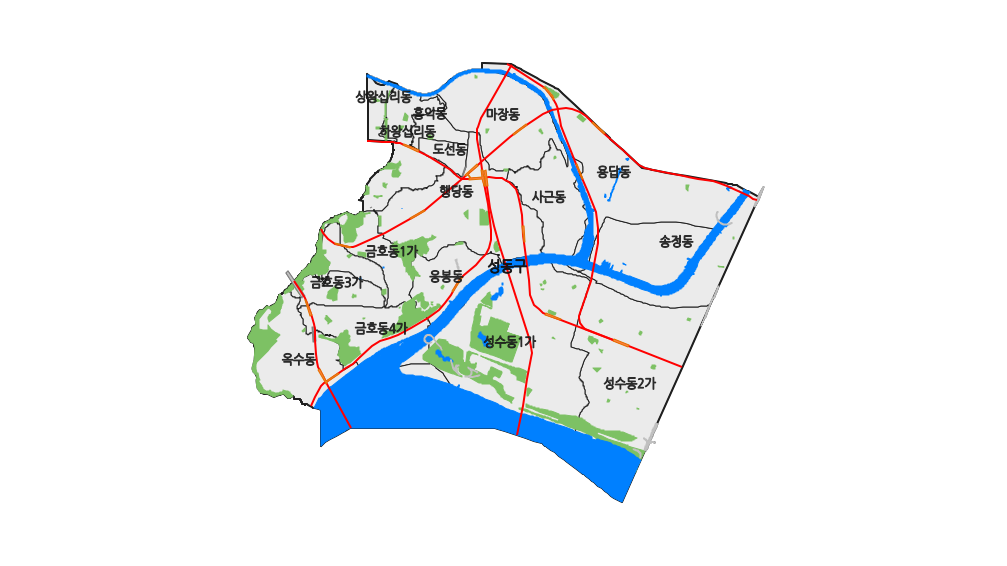 상왕십리동
홍익동
마장동
하왕십리동
도선동
용답동
행당동
사근동
송정동
금호동1가
성동구
응봉동
금호동3가
금호동4가
성수동1가
옥수동
성수동2가